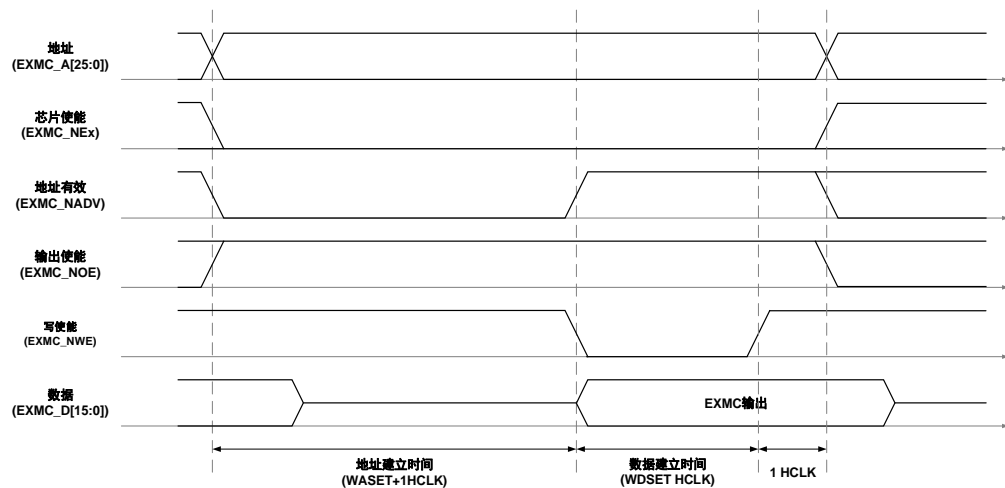 地址
(EXMC_A[25:0])
芯片使能
(EXMC_NEx)
地址有效
(EXMC_NADV)
输出使能
(EXMC_NOE)
写使能
(EXMC_NWE)
数据
(EXMC_D[15:0])
EXMC输出
地址建立时间
(WASET+1HCLK)
数据建立时间
(WDSET HCLK)
1 HCLK